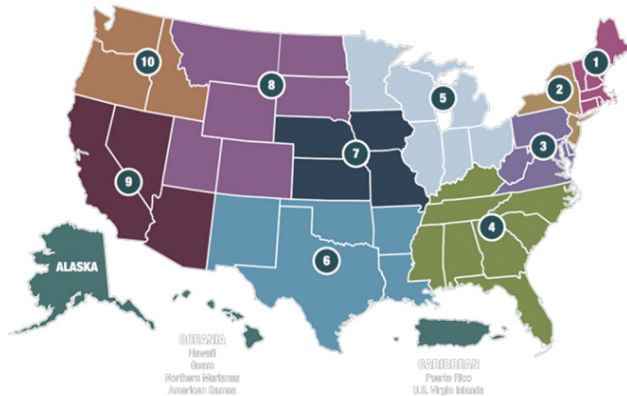 1
2
3
4
5
6
7
8
9
10
ALASKA
OCEANIA
Hawaii
Guam
Northern Marianas
American Samoa
CARIBBEAN
Puerto Rico
U.S. Virgin Islands